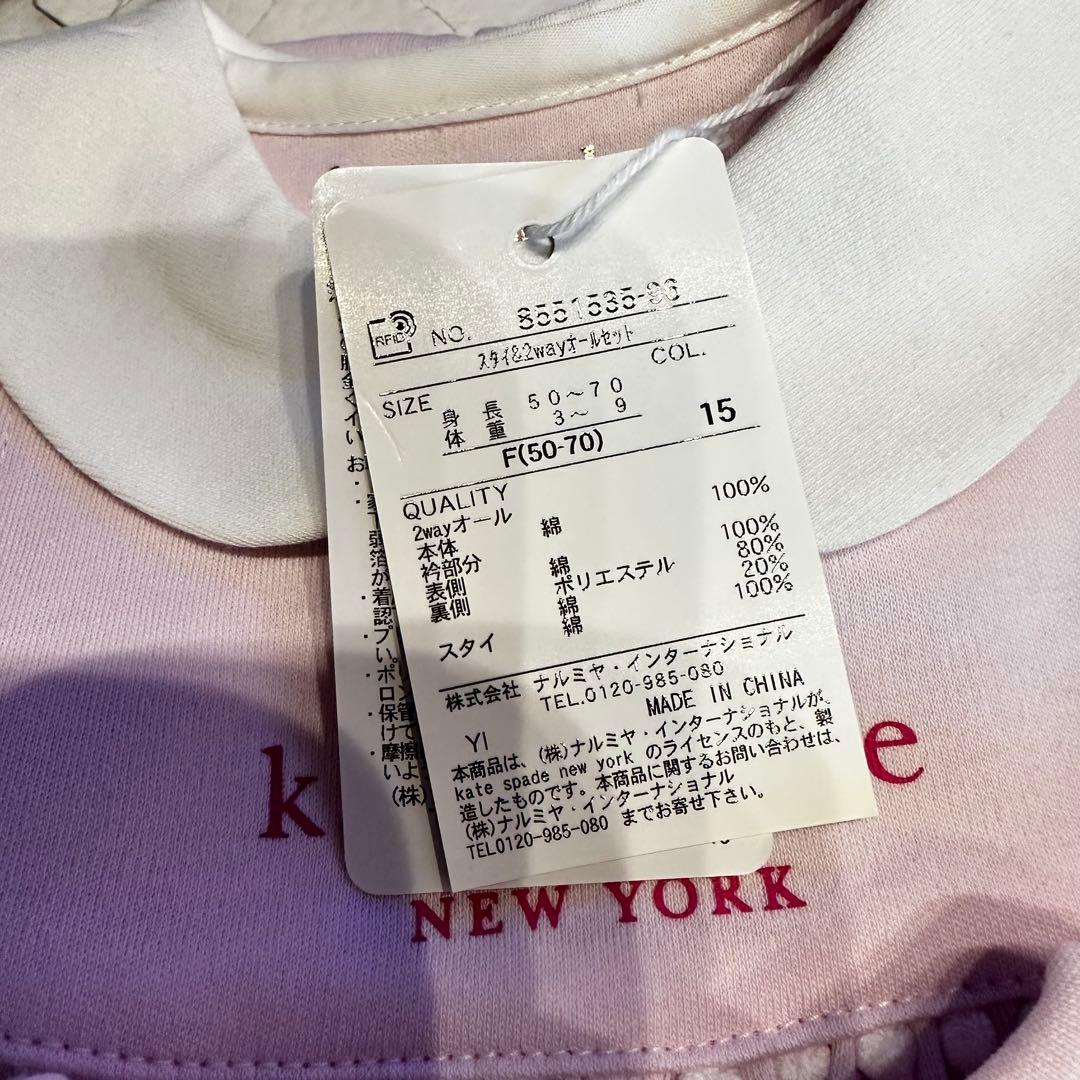 RFID
NO. 8551535-96
スタイ&2wayオールセット
SIZE
COL.
身長 50～70
体重 3～ 9
F(50-70)
15
QUALITY
2wayオール
本体 綿 100%
衿部分
表側 綿 100%
ポリエステル 80%
裏側 綿 20%
スタイ 綿 100%
株式会社 ナルミヤ・インターナショナル
TEL.0120-985-080
MADE IN CHINA
YI
本商品は、(株)ナルミヤ・インターナショナルが、
kate spade new york のライセンスのもと、製
造したものです。本商品に関するお問い合わせは、
(株)ナルミヤ・インターナショナル
TEL0120-985-080 までお寄せ下さい。
k
e
NEW YORK